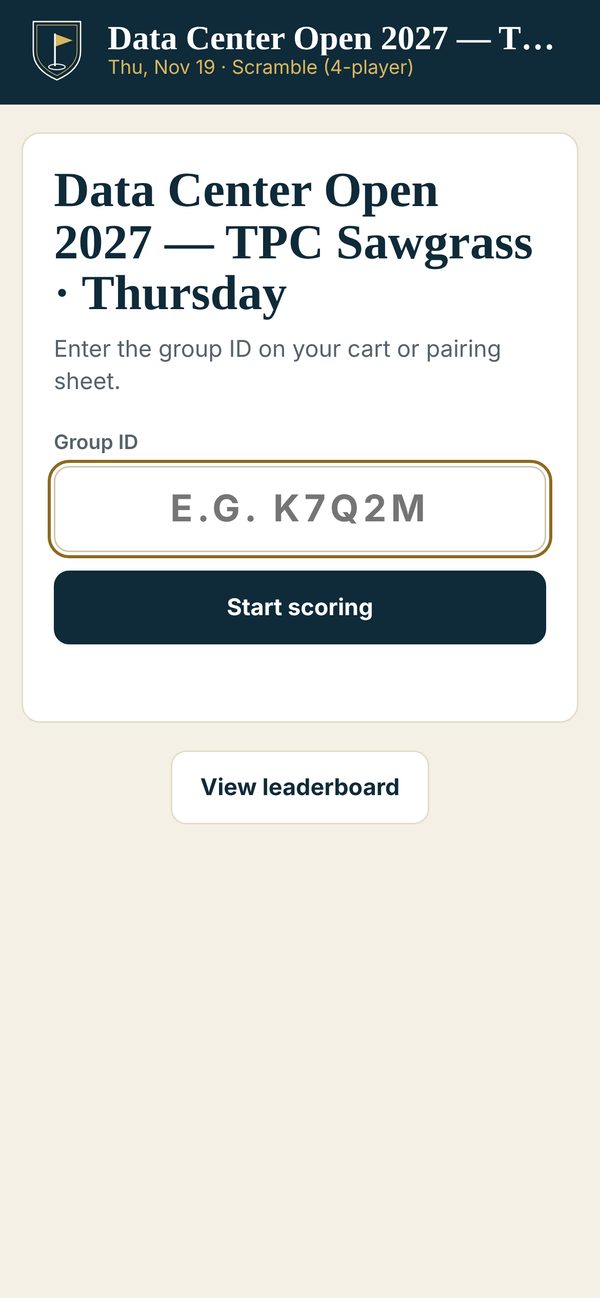 Data Center Open 2027 — T…
Thu, Nov 19 · Scramble (4-player)
Data Center Open
2027 — TPC Sawgrass
· Thursday
Enter the group ID on your cart or pairing
sheet.
Group ID
E.G. K7Q2M
Start scoring
View leaderboard